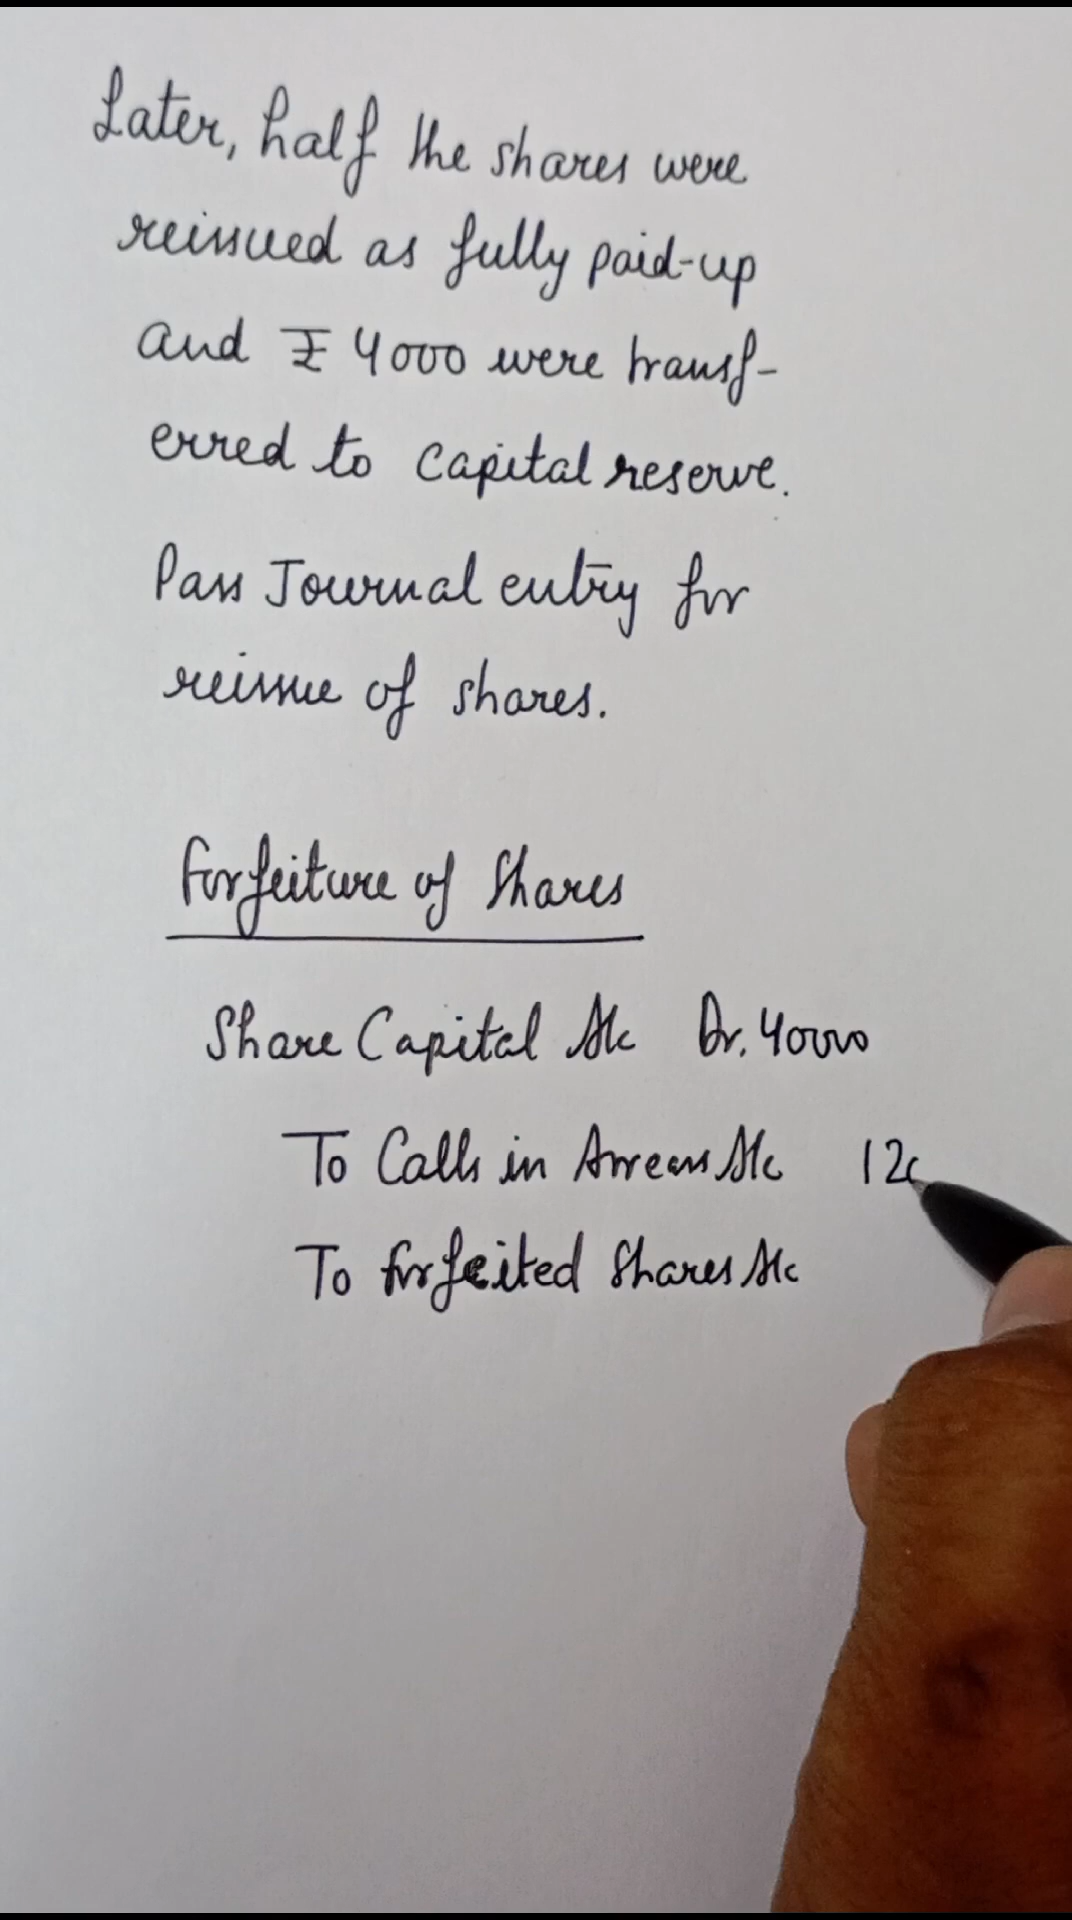 Later, half the shares were
reissued as fully paid-up
and ₹ 4000 were transf-
erred to capital reserve.
Pass Journal entry for
reissue of shares.
Forfeiture of Shares
Share Capital A/c Dr. 40000
To Calls in Arrears A/c 120
To forfeited Shares A/c